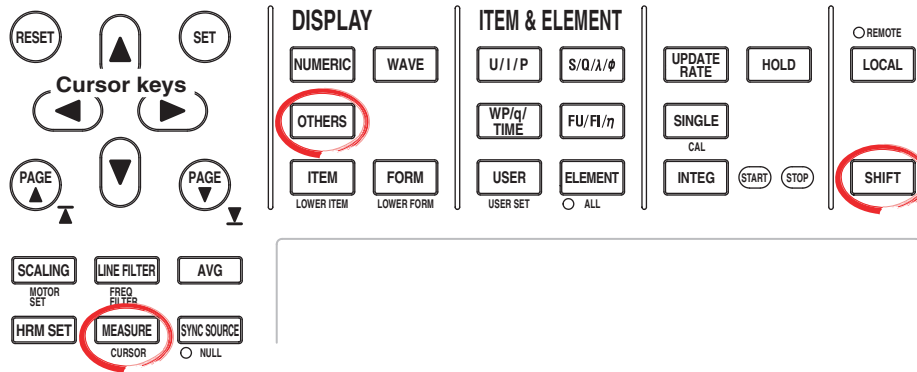 RESET
SET
Cursor keys
PAGE
PAGE
DISPLAY
NUMERIC
WAVE
OTHERS
ITEM
FORM
LOWER ITEM
LOWER FORM
ITEM & ELEMENT
U / I / P
S/Q/λ/φ
WP/q/
TIME
FU/FI/η
USER
ELEMENT
USER SET
ALL
UPDATE
RATE
HOLD
SINGLE
CAL
INTEG
START
STOP
REMOTE
LOCAL
SHIFT
SCALING
LINE FILTER
AVG
MOTOR
SET
FREQ
FILTER
HRM SET
MEASURE
SYNC SOURCE
CURSOR
NULL